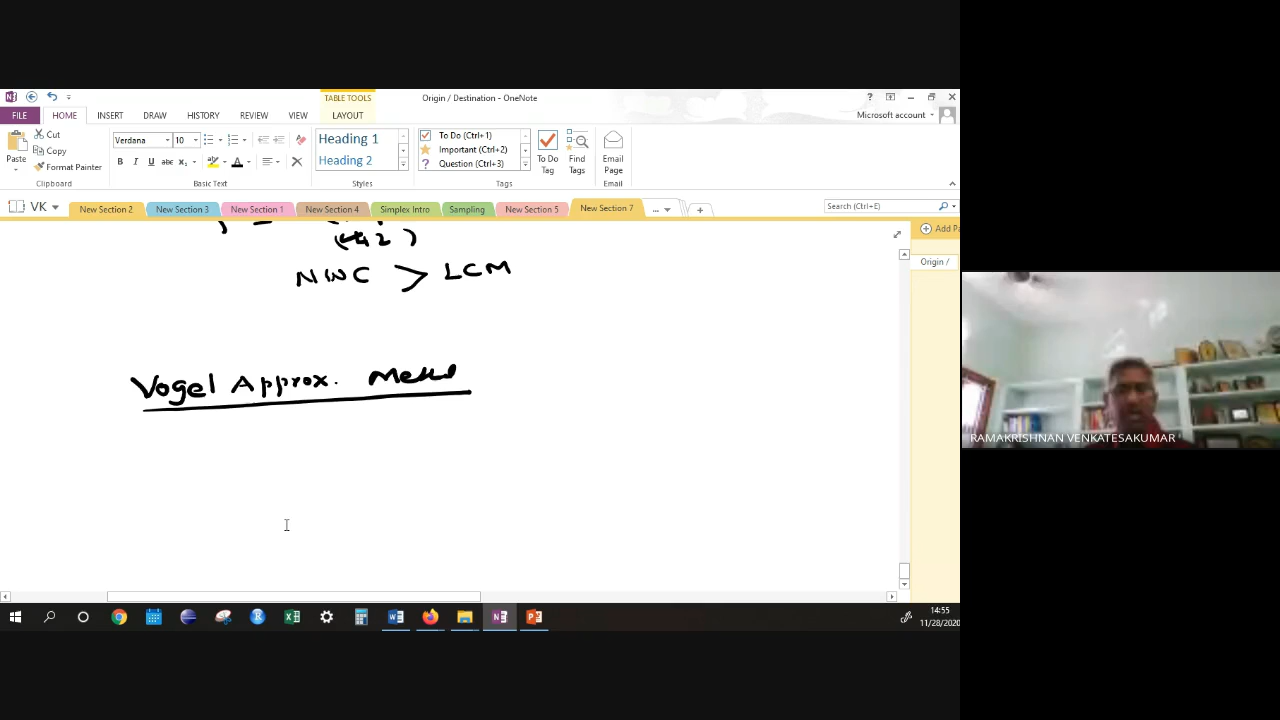 TABLE TOOLS
Origin / Destination - OneNote
FILE HOME INSERT DRAW HISTORY REVIEW VIEW LAYOUT
Microsoft account
Paste
Cut
Copy
Format Painter
Clipboard
Verdana 10
B I U abc x₂ A
Basic Text
Heading 1
Heading 2
Styles
To Do (Ctrl+1)
Important (Ctrl+2)
Question (Ctrl+3)
Tags
To Do Tag
Find Tags
Email Page
Email
VK New Section 2 New Section 3 New Section 1 New Section 4 Simplex Intro Sampling New Section 5 New Section 7 ...
Search (Ctrl+E)
Add Pa
Origin /
NWC > LCM
Vogel Approx. Method
RAMAKRISHNAN VENKATESAKUMAR
14:55
11/28/2020